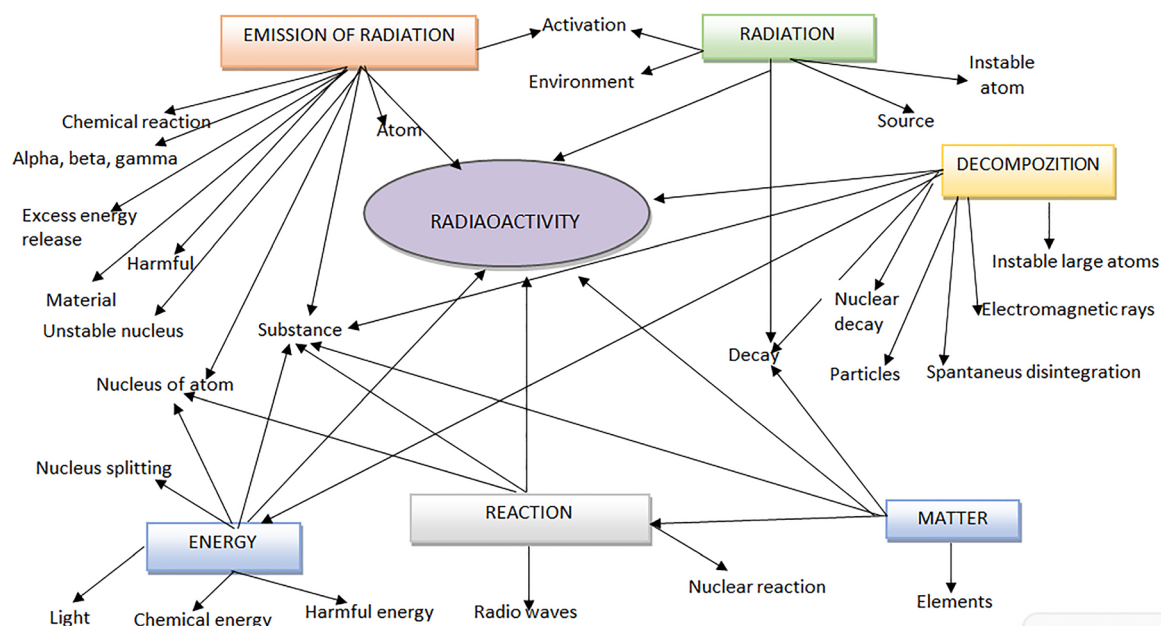 Activation
EMISSION OF RADIATION
RADIATION
Environment
Instable
atom
Chemical reaction
Atom
Source
Alpha, beta, gamma
DECOMPOZITION
Excess energy
release
RADIAOACTIVITY
Harmful
Instable large atoms
Material
Nuclear
decay
Electromagnetic rays
Unstable nucleus
Substance
Decay
Particles
Spantaneus disintegration
Nucleus of atom
Nucleus splitting
REACTION
MATTER
ENERGY
Nuclear reaction
Elements
Light
Chemical energy
Harmful energy
Radio waves